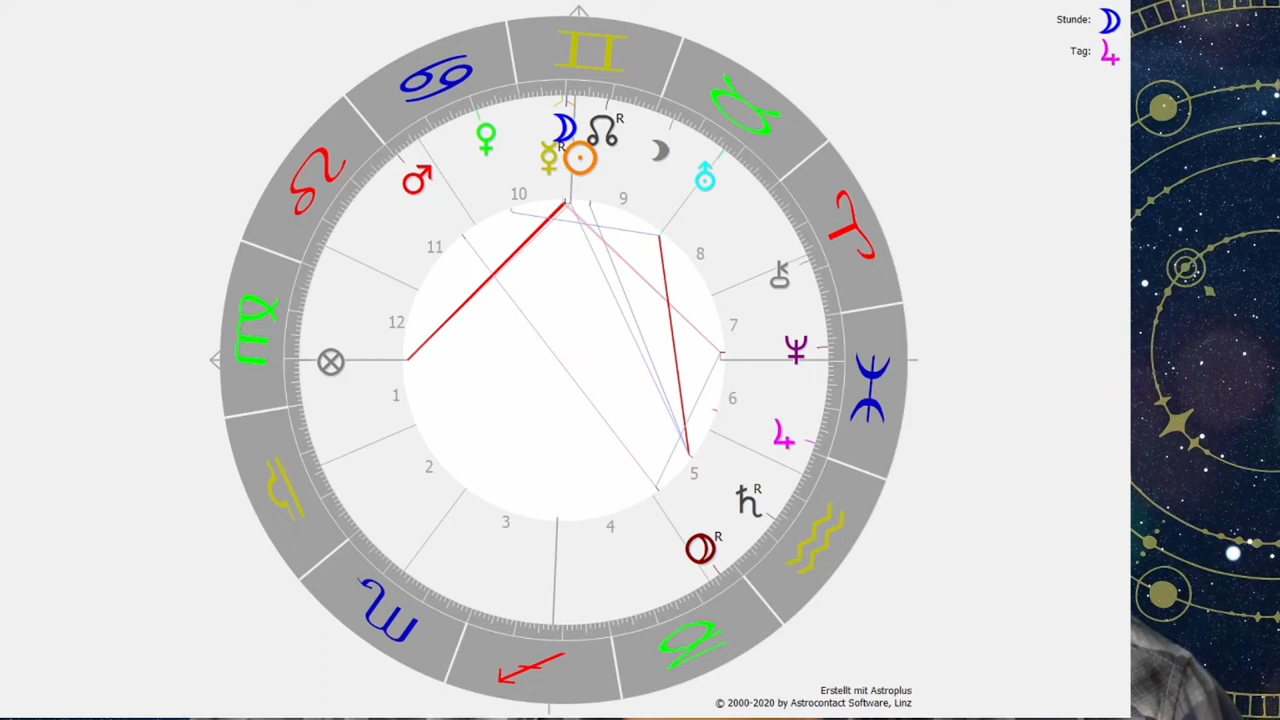 Stunde:
Tag:
R
R
10
9
11
8
12
7
1
6
2
5
R
3
4
R
Erstellt mit Astroplus
© 2000-2020 by Astrocontact Software, Linz